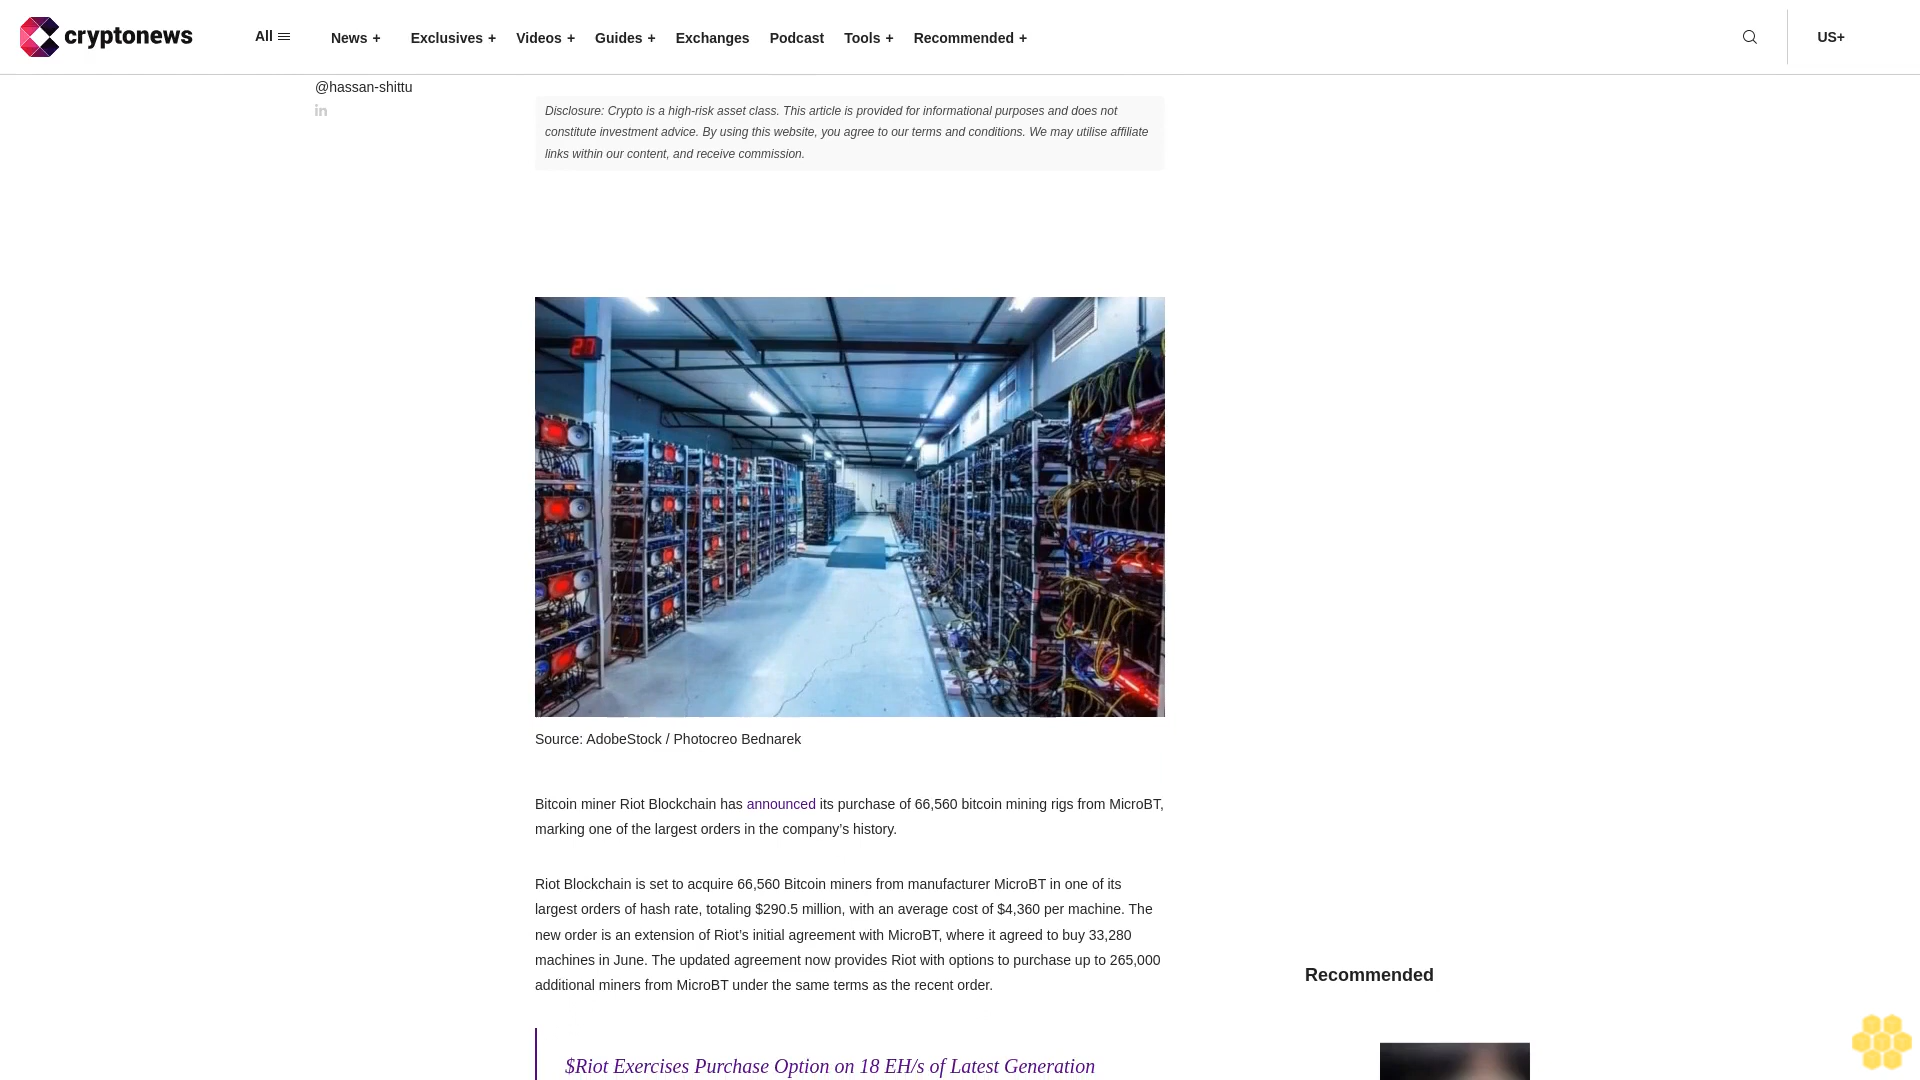 cryptonews
All
News +
Exclusives +
Videos +
Guides +
Exchanges
Podcast
Tools +
Recommended +
US+
@hassan-shittu
in
Disclosure: Crypto is a high-risk asset class. This article is provided for informational purposes and does not
constitute investment advice. By using this website, you agree to our terms and conditions. We may utilise affiliate
links within our content, and receive commission.
27
Source: AdobeStock / Photocreo Bednarek
Bitcoin miner Riot Blockchain has announced its purchase of 66,560 bitcoin mining rigs from MicroBT,
marking one of the largest orders in the company’s history.
Riot Blockchain is set to acquire 66,560 Bitcoin miners from manufacturer MicroBT in one of its
largest orders of hash rate, totaling $290.5 million, with an average cost of $4,360 per machine. The
new order is an extension of Riot’s initial agreement with MicroBT, where it agreed to buy 33,280
machines in June. The updated agreement now provides Riot with options to purchase up to 265,000
additional miners from MicroBT under the same terms as the recent order.
$Riot Exercises Purchase Option on 18 EH/s of Latest Generation
Recommended